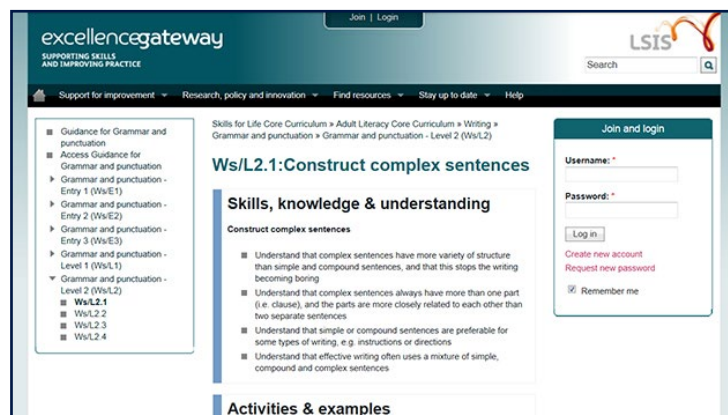 Join | Login
excellencegateway
SUPPORTING SKILLS
AND IMPROVING PRACTICE
LSIS
Search
Support for improvement
Research, policy and innovation
Find resources
Stay up to date
Help
Guidance for Grammar and
punctuation
Access Guidance for
Grammar and punctuation
Grammar and punctuation -
Entry 1 (Ws/E1)
Grammar and punctuation -
Entry 2 (Ws/E2)
Grammar and punctuation -
Entry 3 (Ws/E3)
Grammar and punctuation -
Level 1 (Ws/L1)
Grammar and punctuation -
Level 2 (Ws/L2)
Ws/L2.1
Ws/L2.2
Ws/L2.3
Ws/L2.4
Skills for Life Core Curriculum » Adult Literacy Core Curriculum » Writing »
Grammar and punctuation » Grammar and punctuation - Level 2 (Ws/L2)
Ws/L2.1:Construct complex sentences
Skills, knowledge & understanding
Construct complex sentences
Understand that complex sentences have more variety of structure
than simple and compound sentences, and that this stops the writing
becoming boring
Understand that complex sentences always have more than one part
(i.e. clause), and the parts are more closely related to each other than
two separate sentences
Understand that simple or compound sentences are preferable for
some types of writing, e.g. instructions or directions
Understand that effective writing often uses a mixture of simple,
compound and complex sentences
Activities & examples
Join and login
Username: *
Password: *
Log in
Create new account
Request new password
Remember me